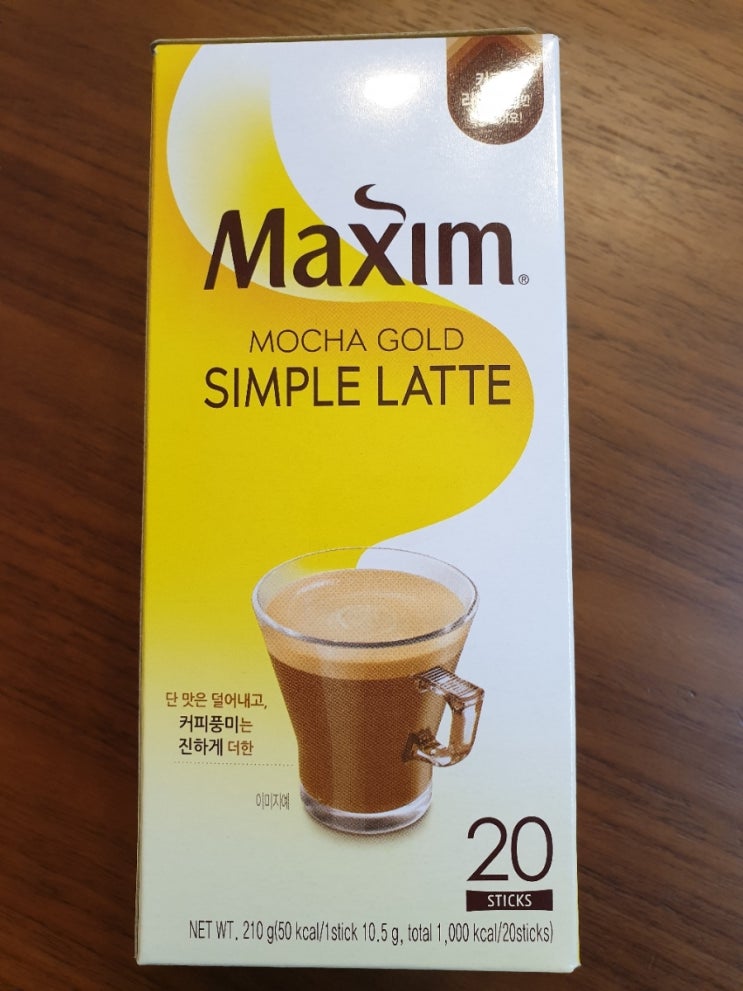 Maxim®
MOCHA GOLD
SIMPLE LATTE
단 맛은 덜어내고,
커피풍미는
진하게 더한
이미지예
20
STICKS
NET WT. 210 g(50 kcal/1stick 10.5 g, total 1,000 kcal/20sticks)